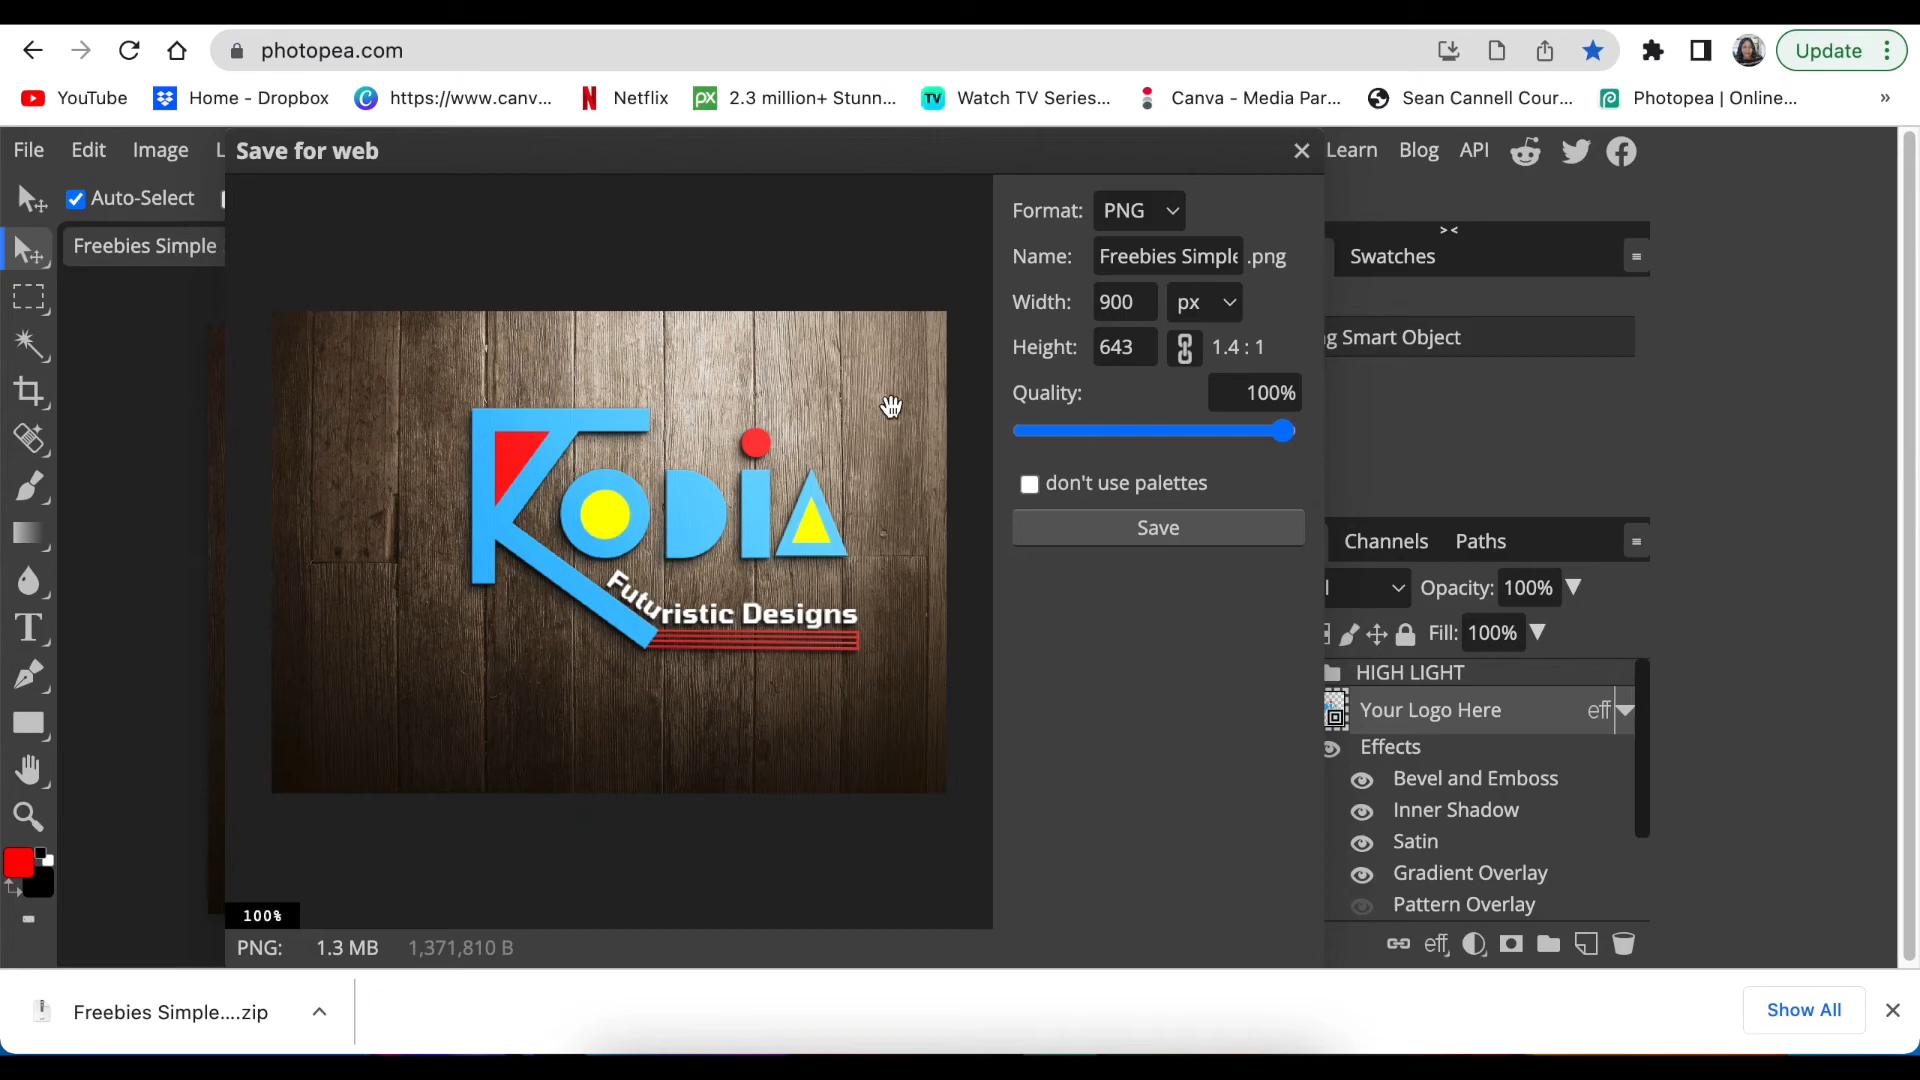 photopea.com
Update
YouTube
Home - Dropbox
https://www.canv...
Netflix
2.3 million+ Stunn...
Watch TV Series...
Canva - Media Par...
Sean Cannell Cour...
Photopea | Online...
»
File Edit Image L
Save for web
Learn Blog API
Auto-Select
Freebies Simple
Format: PNG
Name: Freebies Simple .png
Width: 900 px
Height: 643 1.4 : 1
Quality: 100%
don't use palettes
Save
> <
Swatches
g Smart Object
KODiA
Futuristic Designs
Channels Paths
Opacity: 100%
Fill: 100%
HIGH LIGHT
Your Logo Here eff
Effects
Bevel and Emboss
Inner Shadow
Satin
Gradient Overlay
Pattern Overlay
eff
100%
PNG: 1.3 MB 1,371,810 B
Freebies Simple....zip
Show All